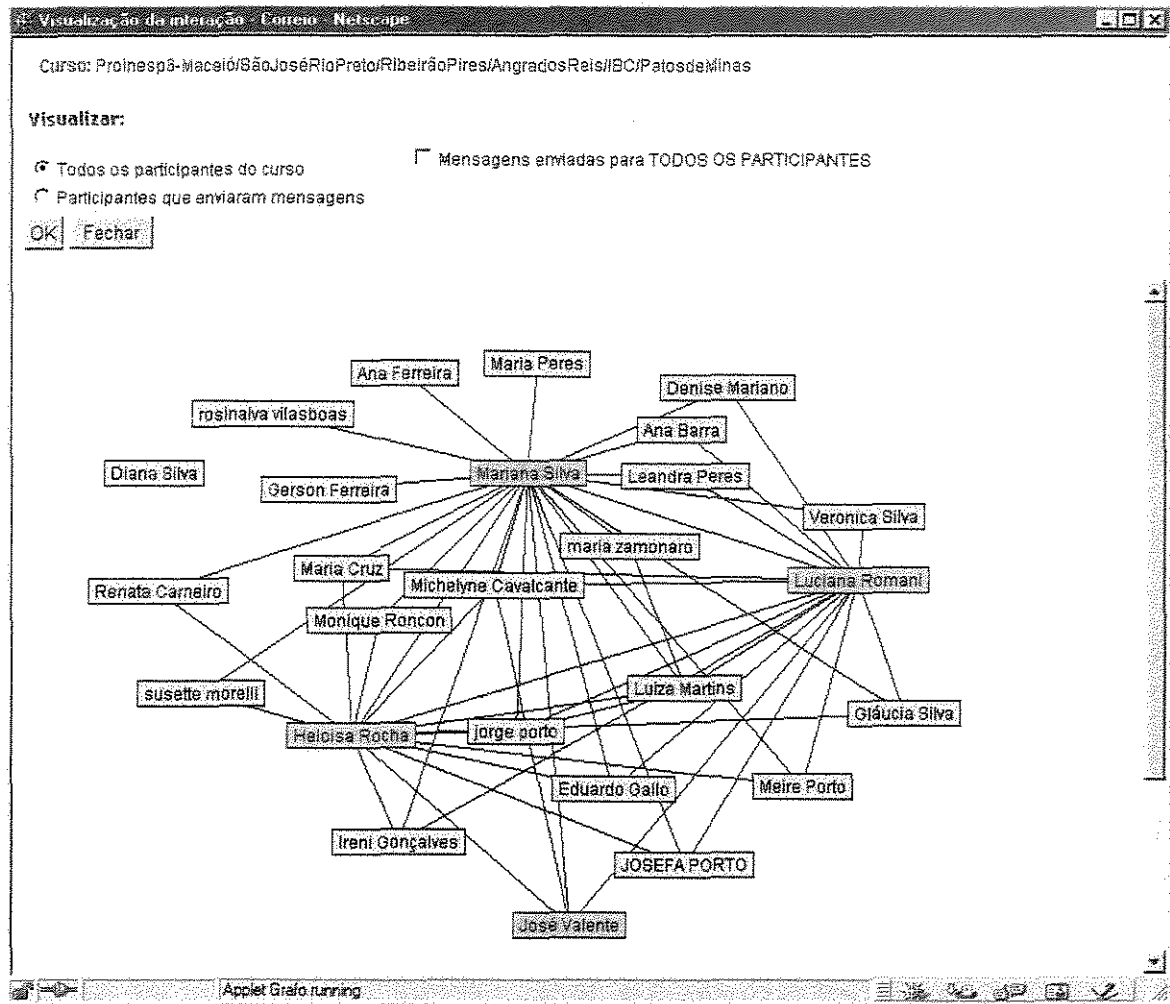 Visualização da interação - Correio - Netscape
Curso: Proinesp3-Maceió/SãoJoséRioPreto/RibeirãoPires/AngradosReis/IBC/PatosdeMinas
Visualizar:
Todos os participantes do curso
Mensagens enviadas para TODOS OS PARTICIPANTES
Participantes que enviaram mensagens
OK
Fechar
Maria Peres
Ana Ferreira
Denise Mariano
rosinalva vilasboas
Ana Barra
Diana Silva
Mariana Silva
Leandra Peres
Gerson Ferreira
Veronica Silva
maria zamonaro
Maria Cruz
Luciana Romani
Renata Carneiro
Michelyne Cavalcante
Monique Roncon
susette morelli
Luiza Martins
Gláucia Silva
Heloisa Rocha
jorge porto
Eduardo Gallo
Meire Porto
Ireni Gonçalves
JOSEFA PORTO
José Valente
Applet Grafo running